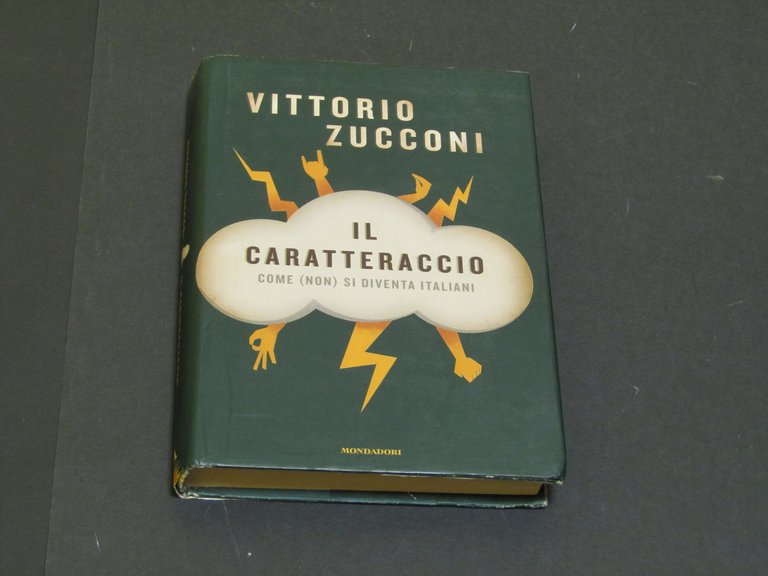 VITTORIO
ZUCCONI
IL
CARATTERACCIO
COME (NON) SI DIVENTA ITALIANI
MONDADORI